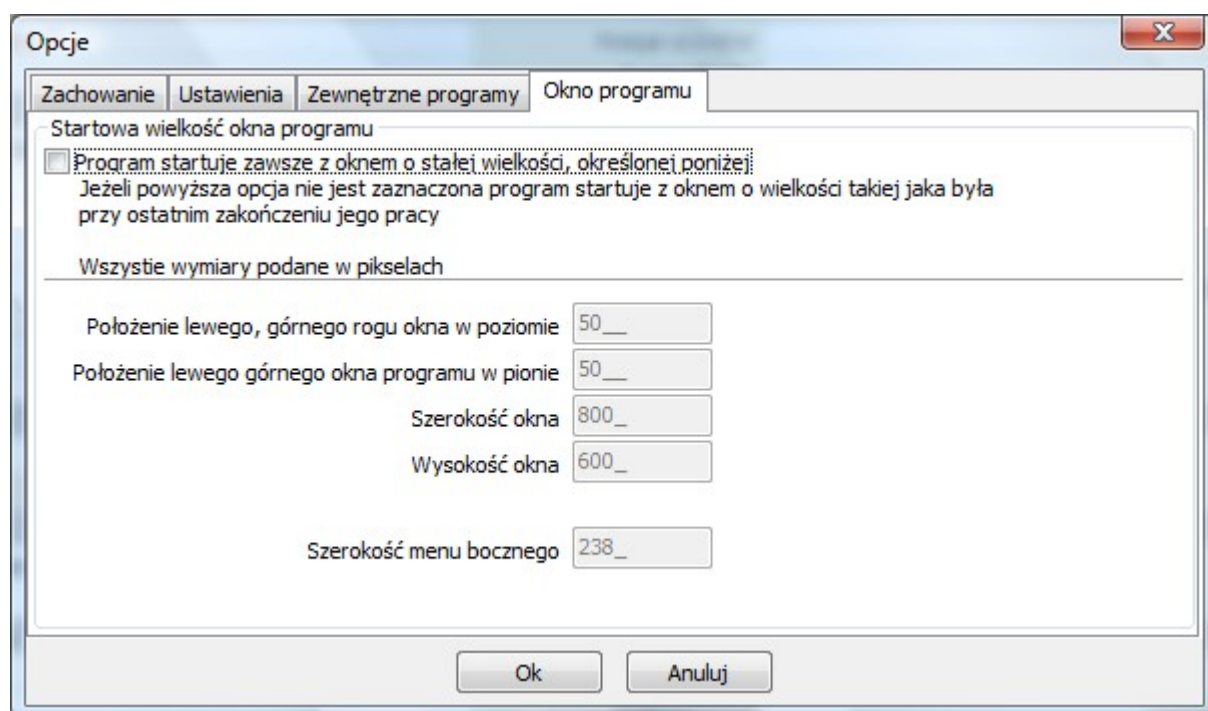 Opcje
Zachowanie Ustawienia Zewnętrzne programy Okno programu
Startowa wielkość okna programu
Program startuje zawsze z oknem o stałej wielkości, określonej poniżej
Jeżeli powyższa opcja nie jest zaznaczona program startuje z oknem o wielkości takiej jaka była
przy ostatnim zakończeniu jego pracy
Wszystie wymiary podane w pikselach
Położenie lewego, górnego rogu okna w poziomie 50__
Położenie lewego górnego okna programu w pionie 50__
Szerokość okna 800_
Wysokość okna 600_
Szerokość menu bocznego 238_
Ok Anuluj